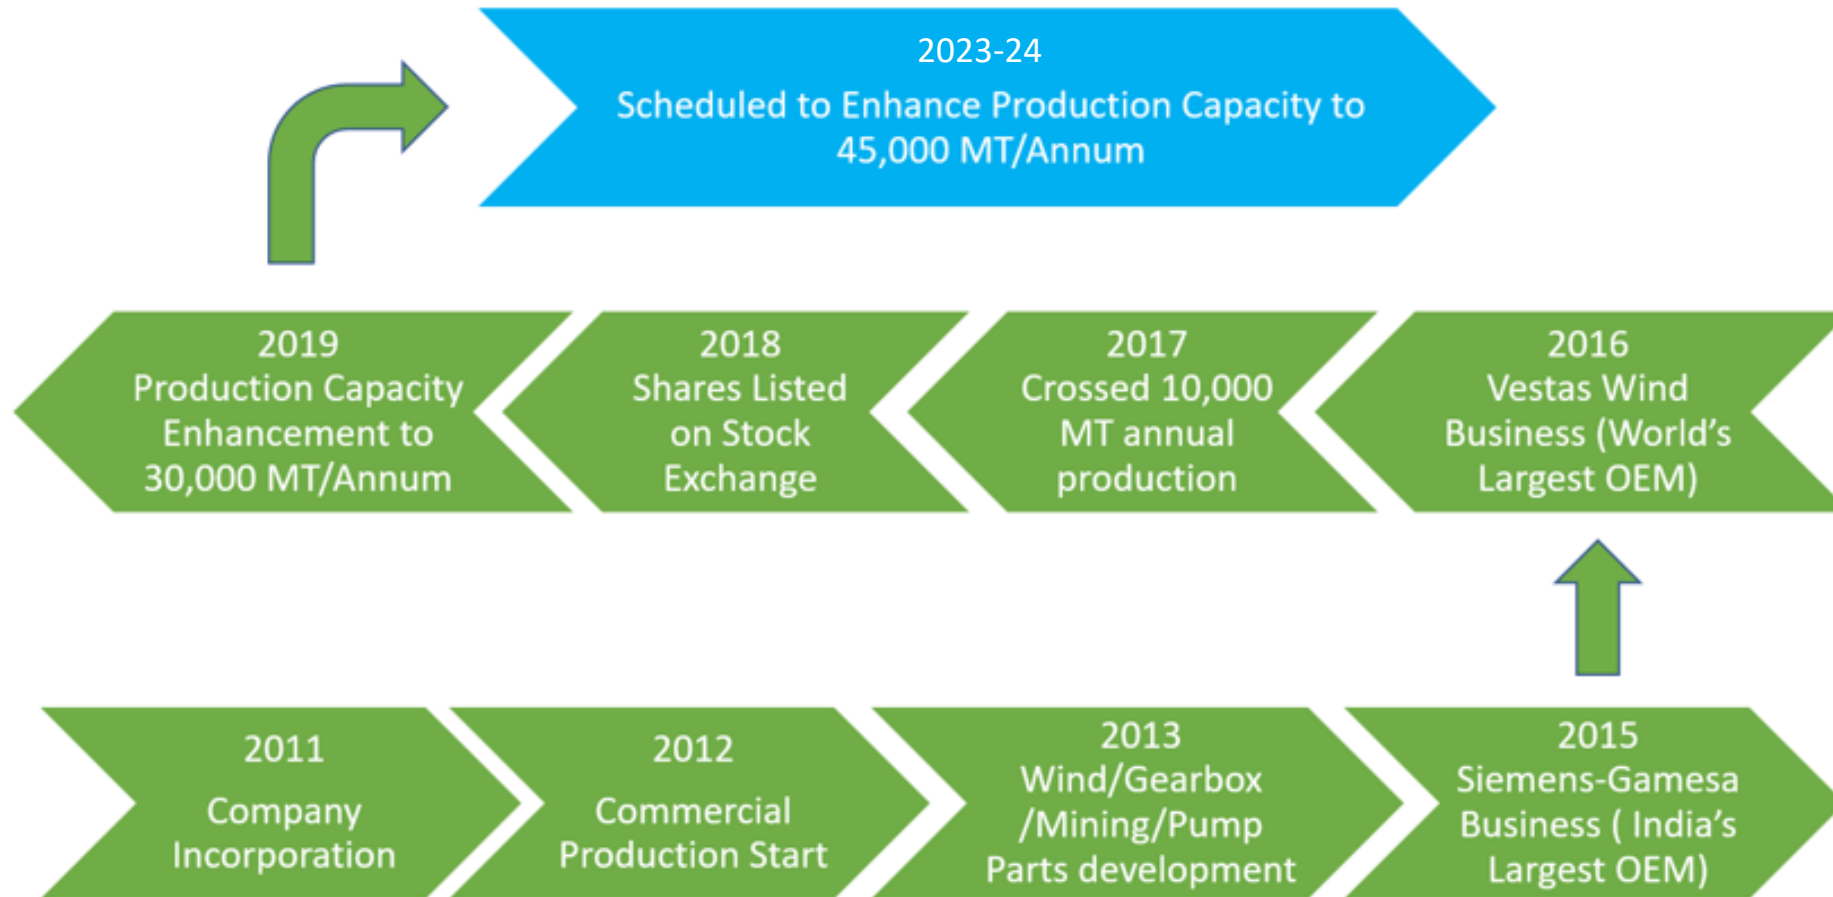 2023-24
Scheduled to Enhance Production Capacity to
45,000 MT/Annum
2019
Production Capacity
Enhancement to
30,000 MT/Annum
2018
Shares Listed
on Stock
Exchange
2017
Crossed 10,000
MT annual
production
2016
Vestas Wind
Business (World's
Largest OEM)
2011
Company
Incorporation
2012
Commercial
Production Start
2013
Wind/Gearbox
/Mining/Pump
Parts development
2015
Siemens-Gamesa
Business ( India's
Largest OEM)